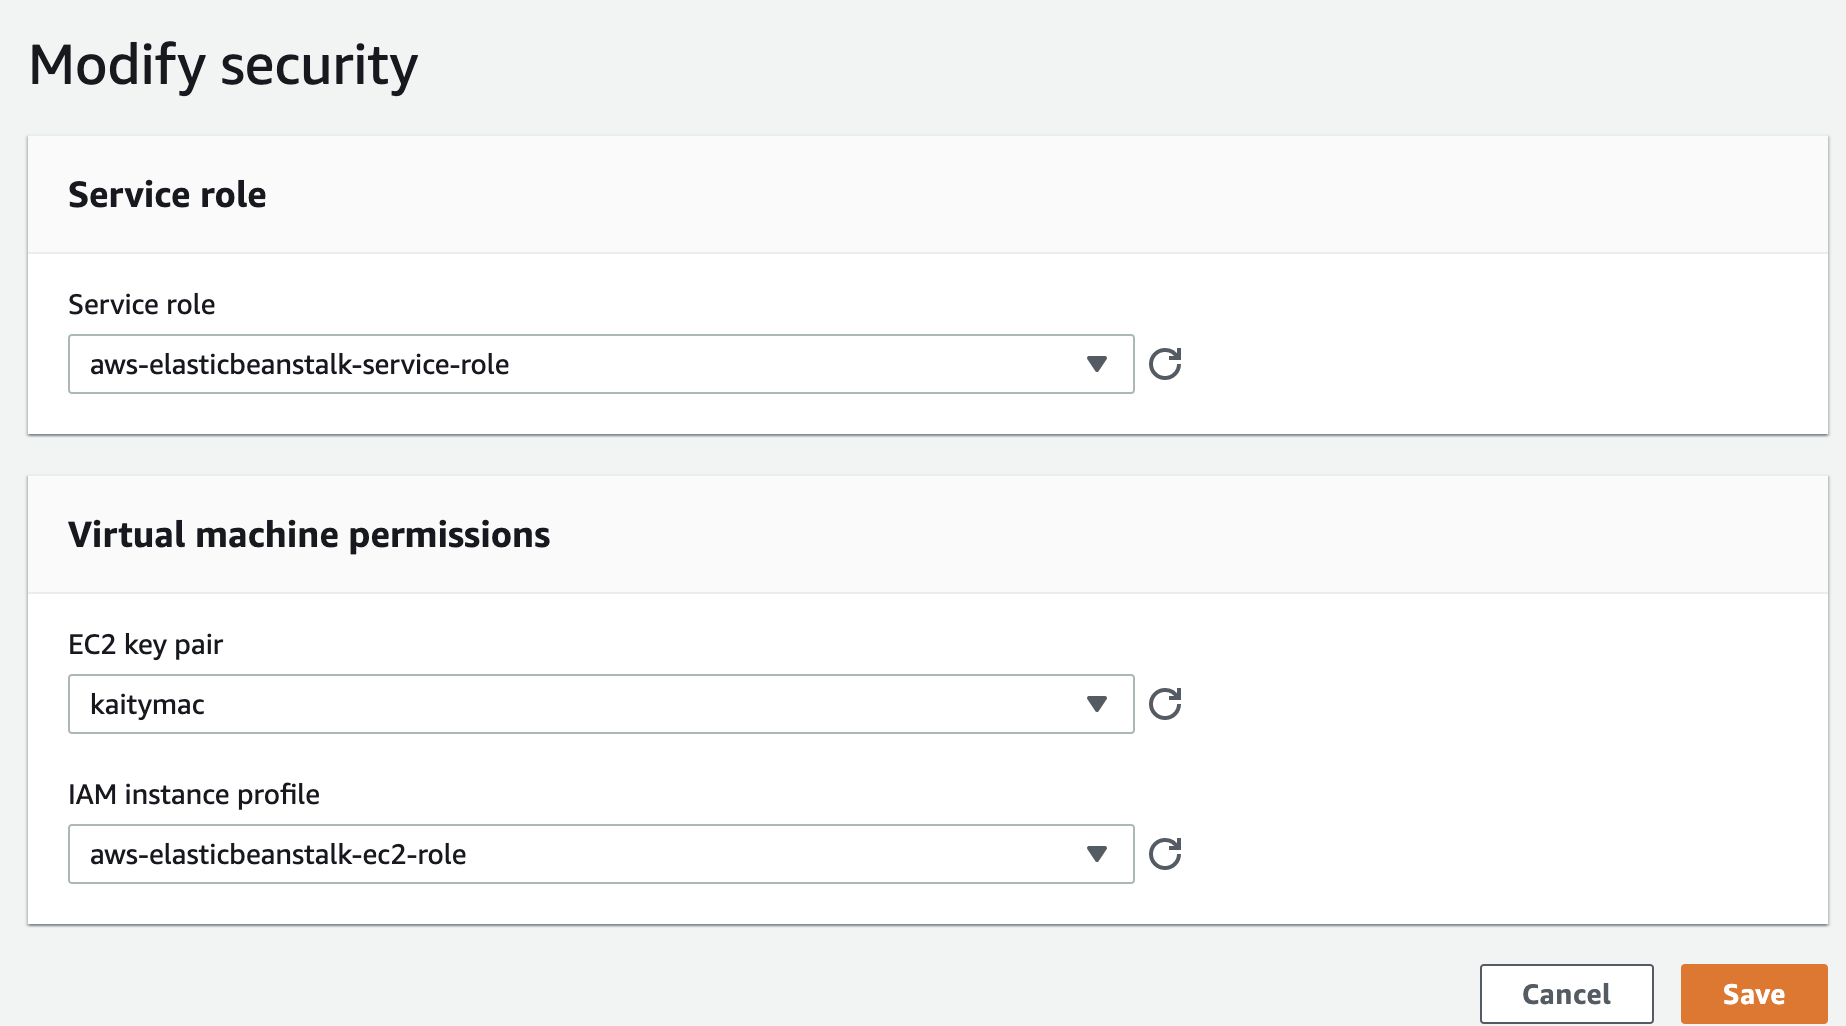 Modify security
Service role
Service role
aws-elasticbeanstalk-service-role
Virtual machine permissions
EC2 key pair
kaitymac
IAM instance profile
aws-elasticbeanstalk-ec2-role
Cancel Save